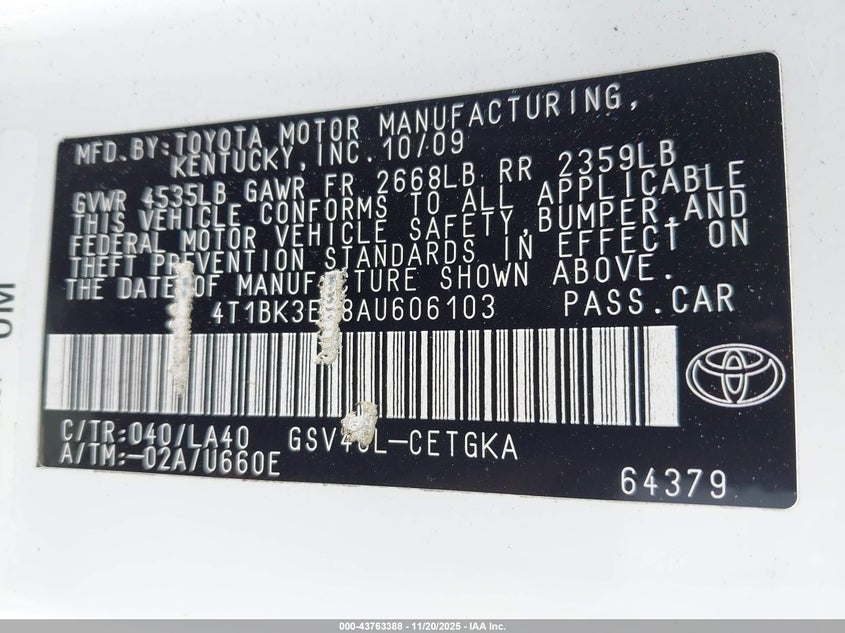 MFD. BY: TOYOTA MOTOR MANUFACTURING,
KENTUCKY, INC. 10/09
GVWR 4535LB GAWR FR 2668LB RR 2359LB
THIS VEHICLE CONFORMS TO ALL APPLICABLE
FEDERAL MOTOR VEHICLE SAFETY, BUMPER, AND
THEFT PREVENTION STANDARDS IN EFFECT ON
THE DATE OF MANUFACTURE SHOWN ABOVE.
PASS.CAR
C/TR:040/LA40
A/TM:-02A/U660E
64379
000-43763388 - 11/20/2025 - IAA Inc.